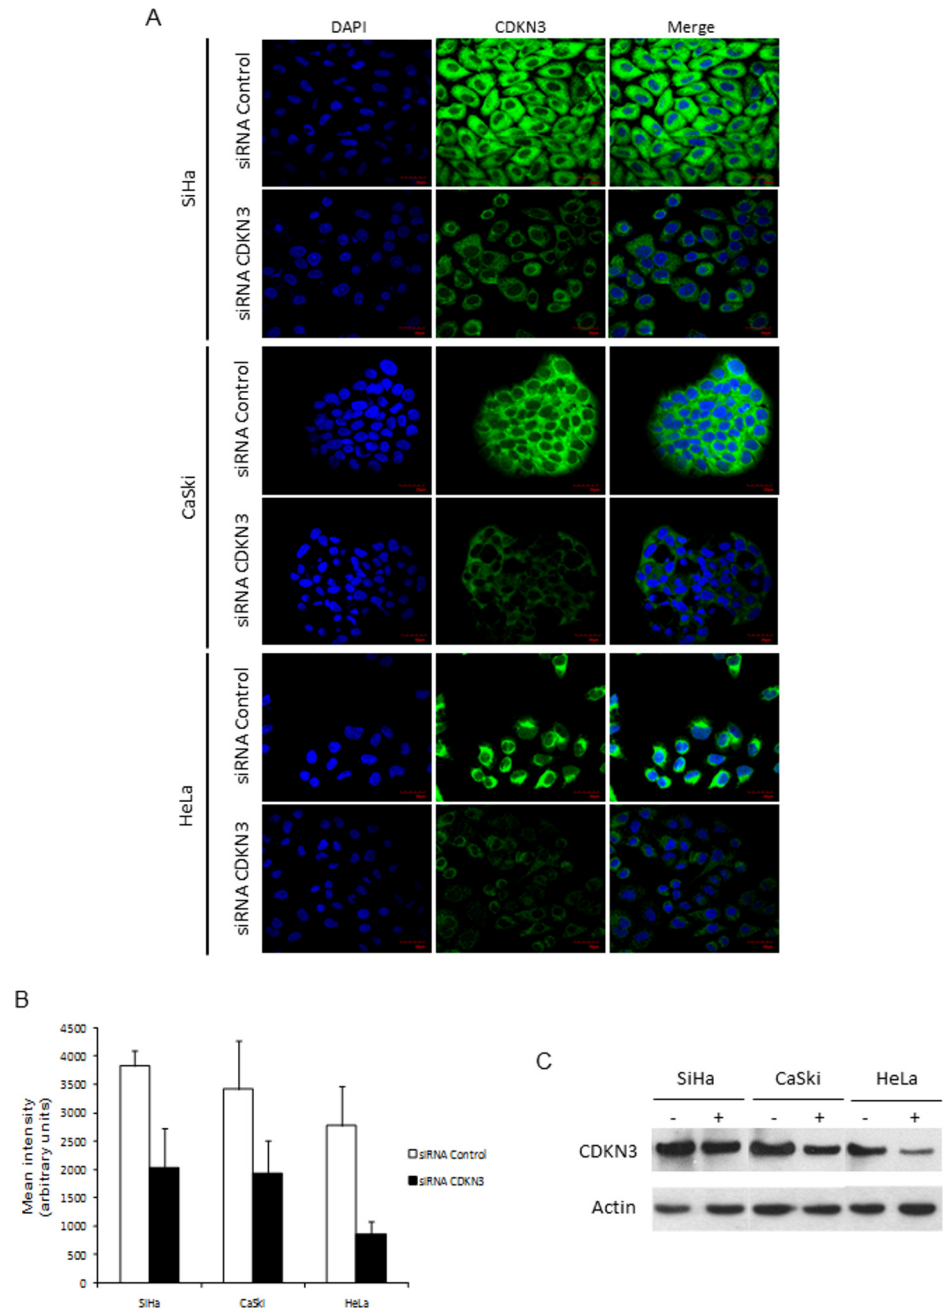 A
DAPI CDKN3 Merge
SiHa
siRNA Control
siRNA CDKN3
CaSki
siRNA Control
siRNA CDKN3
HeLa
siRNA Control
siRNA CDKN3
B
Mean intensity
(arbitrary units)
4500
4000
3500
3000
2500
2000
1500
1000
500
0
SiHa CaSki HeLa
siRNA Control
siRNA CDKN3
C
SiHa CaSki HeLa
- + - + - +
CDKN3
Actin